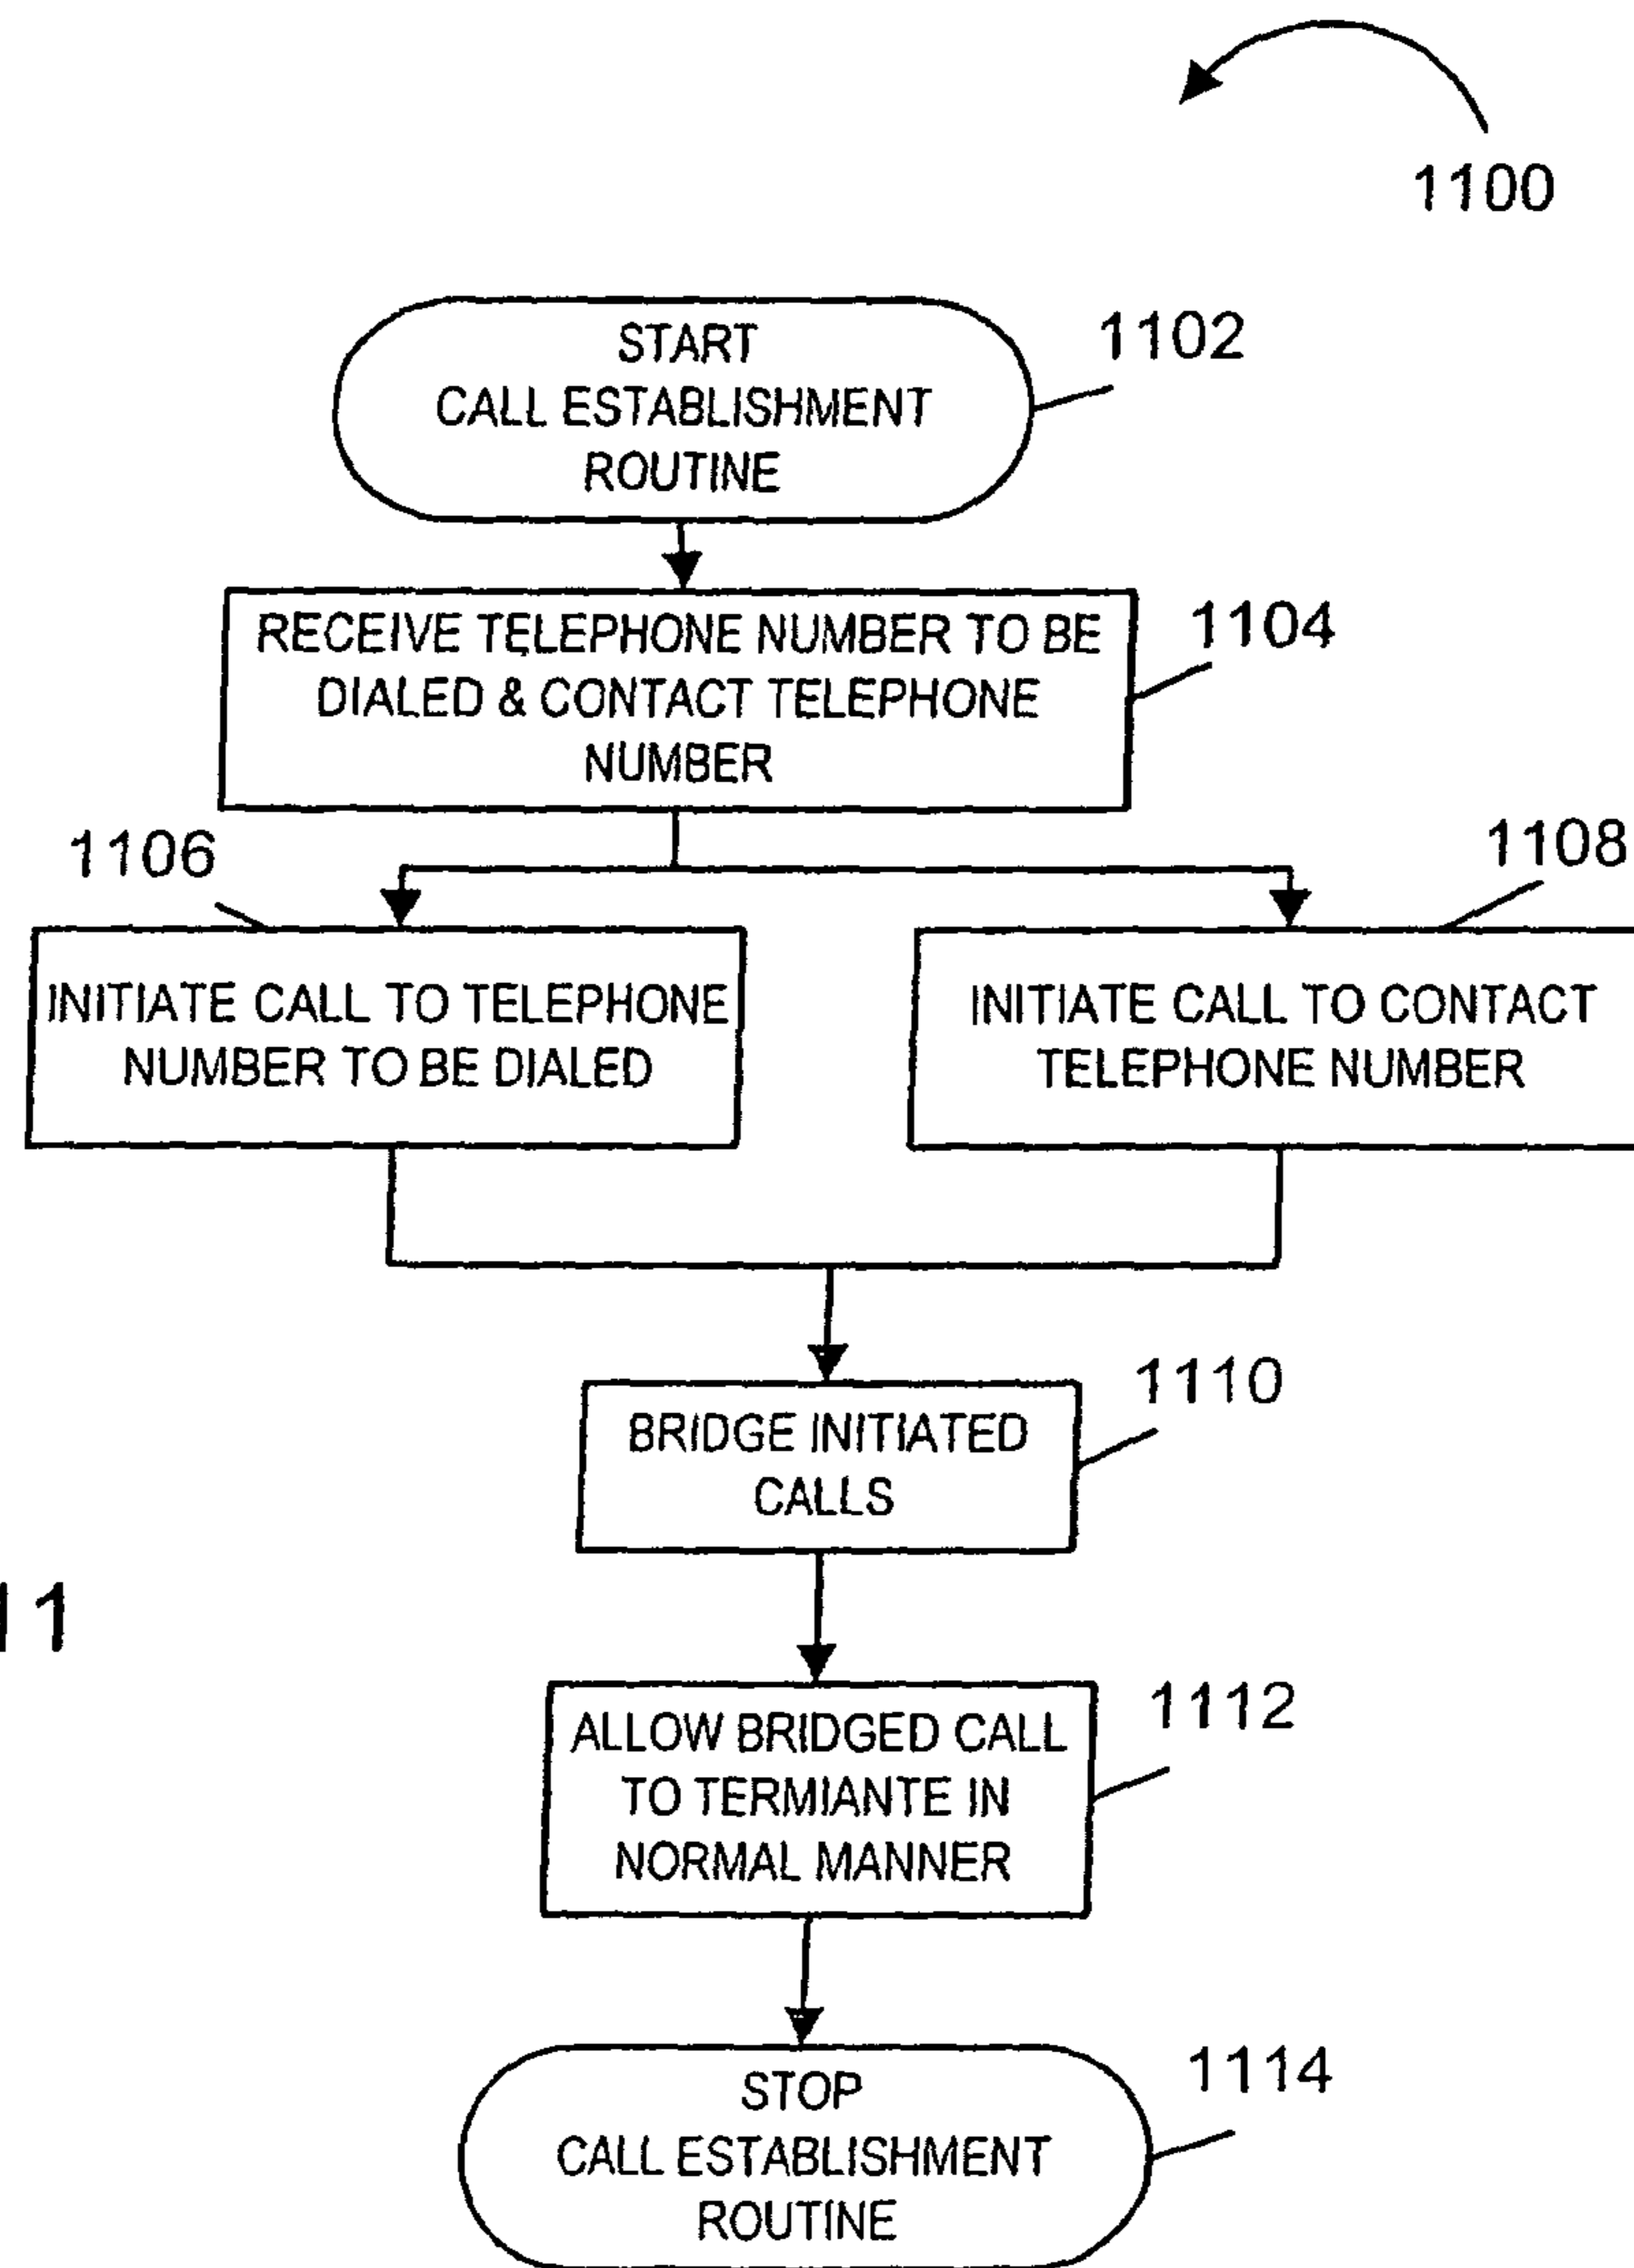 1100
START
CALL ESTABLISHMENT
ROUTINE
1102
RECEIVE TELEPHONE NUMBER TO BE
DIALED & CONTACT TELEPHONE
NUMBER
1104
1106
1108
INITIATE CALL TO TELEPHONE
NUMBER TO BE DIALED
INITIATE CALL TO CONTACT
TELEPHONE NUMBER
1110
BRIDGE INITIATED
CALLS
11
1112
ALLOW BRIDGED CALL
TO TERMIANTE IN
NORMAL MANNER
1114
STOP
CALL ESTABLISHMENT
ROUTINE